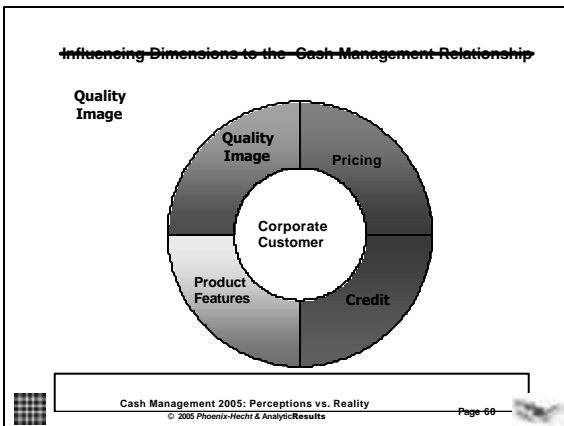 Influencing Dimensions to the Cash Management Relationship
Quality
Image
Quality
Image
Pricing
Corporate
Customer
Product
Features
Credit
Cash Management 2005: Perceptions vs. Reality
© 2005 Phoenix-Hecht & AnalyticResults
Page 60